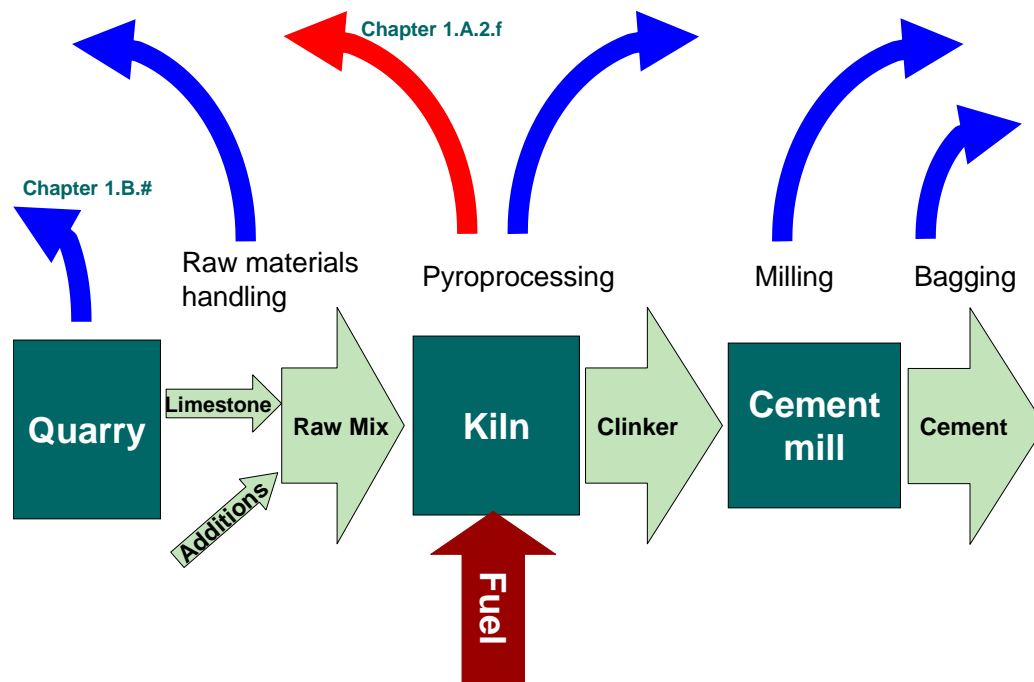 Chapter 1.A.2.f
Chapter 1.B.#
Raw materials
handling
Pyroprocessing
Milling
Bagging
Quarry
Limestone
Additions
Raw Mix
Kiln
Clinker
Cement
mill
Cement
Fuel